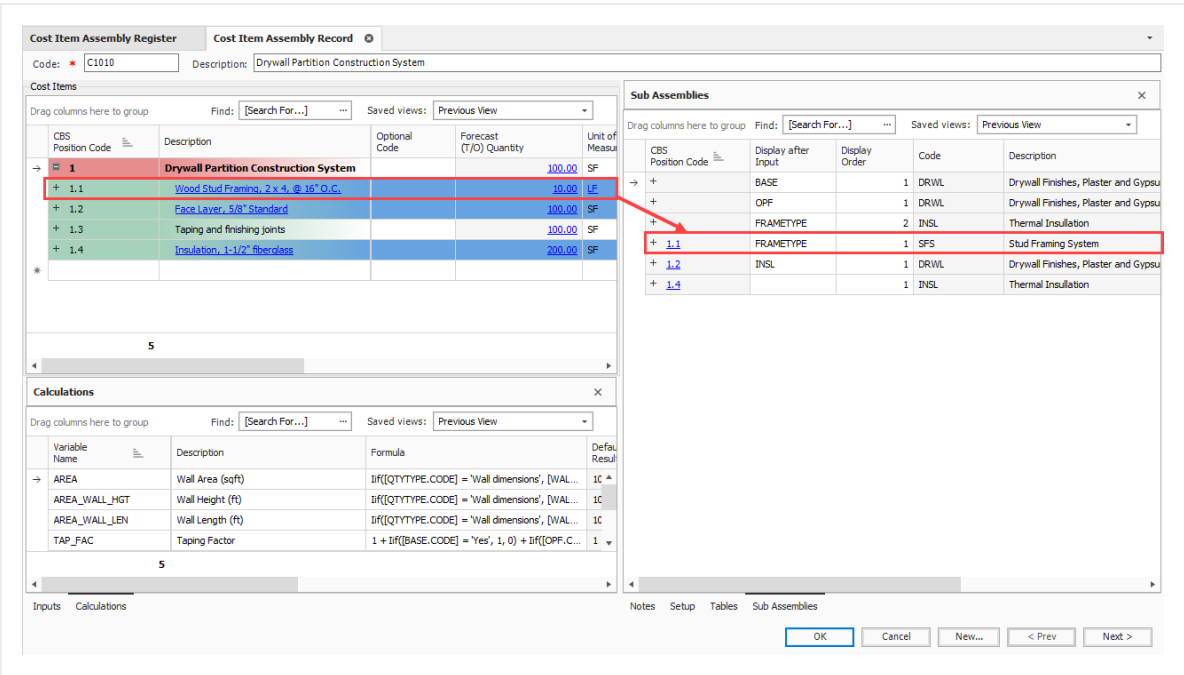 Cost Item Assembly Register Cost Item Assembly Record
Code: * C1010 Description: Drywall Partition Construction System
Cost Items
Drag columns here to group Find: [Search For...] ... Saved views: Previous View
CBS Position Code Description Optional Code Forecast (T/O) Quantity Unit of Measu
1 Drywall Partition Construction System 100.00 SF
+ 1.1 Wood Stud Framing, 2 x 4, @ 16" O.C. 10.00 LF
+ 1.2 Face Layer, 5/8" Standard 100.00 SF
+ 1.3 Taping and finishing joints 100.00 SF
+ 1.4 Insulation, 1-1/2" fiberglass 200.00 SF
5
Calculations
Drag columns here to group Find: [Search For...] ... Saved views: Previous View
Variable Name Description Formula Defau Resul
AREA Wall Area (sqft) Iif([QTYTYPE.CODE] = 'Wall dimensions', [WAL... 10
AREA_WALL_HGT Wall Height (ft) Iif([QTYTYPE.CODE] = 'Wall dimensions', [WAL... 10
AREA_WALL_LEN Wall Length (ft) Iif([QTYTYPE.CODE] = 'Wall dimensions', [WAL... 10
TAP_FAC Taping Factor 1 + Iif([BASE.CODE] = 'Yes', 1, 0) + Iif([OPF.C... 1
5
Inputs Calculations
Sub Assemblies
Drag columns here to group Find: [Search For...] ... Saved views: Previous View
CBS Position Code Display after Input Display Order Code Description
+ BASE 1 DRWL Drywall Finishes, Plaster and Gypsu
+ OPF 1 DRWL Drywall Finishes, Plaster and Gypsu
+ FRAMETYPE 2 INSL Thermal Insullation
+ 1.1 FRAMETYPE 1 SFS Stud Framing System
+ 1.2 INSL 1 DRWL Drywall Finishes, Plaster and Gypsu
+ 1.4 1 INSL Thermal Insullation
Notes Setup Tables Sub Assemblies
OK Cancel New... < Prev Next >